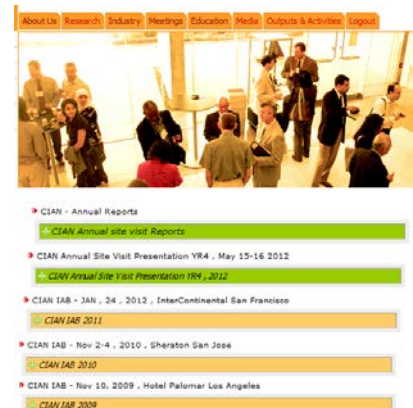 About Us Research Industry Meetings Education Media Outputs & Activities Logout
CIAN - Annual Reports
CIAN Annual site visit Reports
CIAN Annual Site Visit Presentation YR4 , May 15-16 2012
CIAN Annual Site Visit Presentation YR4 , 2012
CIAN IAB - JAN , 24 , 2012 , InterContinental San Francisco
CIAN IAB 2011
CIAN IAB - Nov 2-4 , 2010 , Sheraton San Jose
CIAN IAB 2010
CIAN IAB - Nov 10, 2009 , Hotel Palomar Los Angeles
CIAN IAB 2009